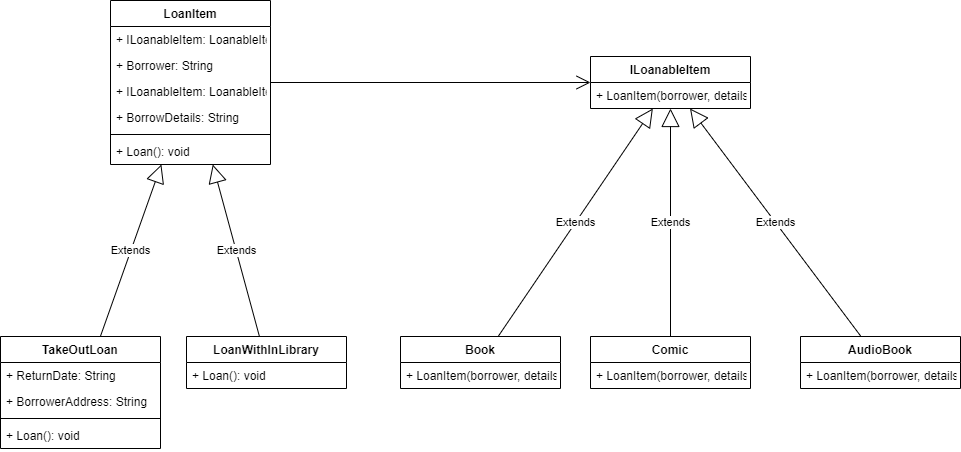 LoanItem
+ ILoanableItem: LoanableIte
+ Borrower: String
+ ILoanableItem: LoanableIte
+ BorrowDetails: String
+ Loan(): void
ILoanableItem
+ LoanItem(borrower, details
Extends
Extends
Extends
Extends
Extends
TakeOutLoan
+ ReturnDate: String
+ BorrowerAddress: String
+ Loan(): void
LoanWithInLibrary
+ Loan(): void
Book
+ LoanItem(borrower, details
Comic
+ LoanItem(borrower, details
AudioBook
+ LoanItem(borrower, details